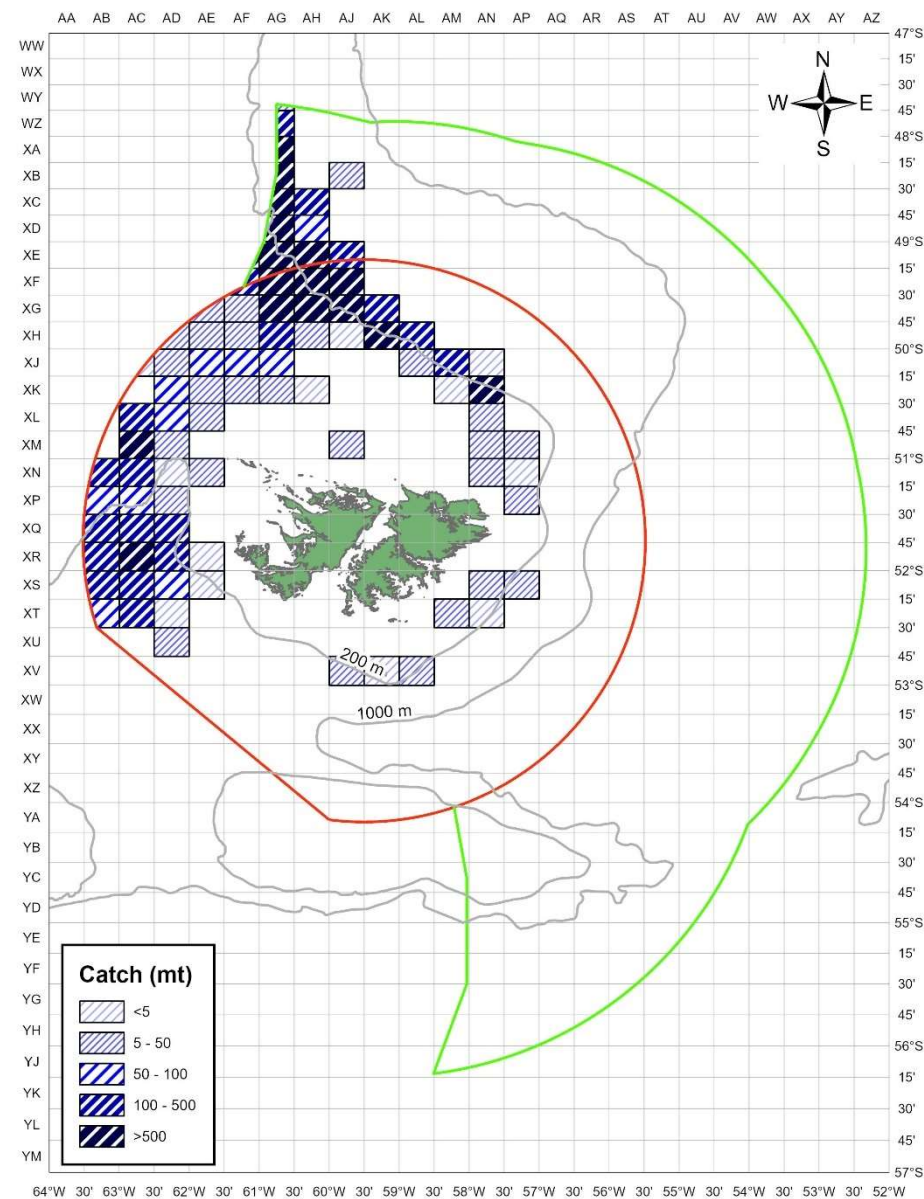 AA AB AC AD AE AF AG AH AJ AK AL AM AN AP AQ AR AS AT AU AV AW AX AY AZ
47°S
WW
15'
WX
30'
WY
45'
WZ
48°S
XA
15'
XB
30'
XC
45'
XD
49°S
XE
15'
XF
30'
XG
45'
XH
50°S
XJ
15'
XK
30'
XL
45'
XM
51°S
XN
15'
XP
30'
XQ
45'
XR
52°S
XS
15'
XT
30'
XU
45'
XV
53°S
XW
15'
XX
30'
XY
45'
XZ
54°S
YA
15'
YB
30'
YC
45'
YD
55°S
YE
15'
YF
30'
YG
45'
YH
56°S
YJ
15'
YK
30'
YL
45'
YM
57°S
N
W E
S
200 m
1000 m
Catch (mt)
<5
5 - 50
50 - 100
100 - 500
>500
64°W 30' 63°W 30' 62°W 30' 61°W 30' 60°W 30' 59°W 30' 58°W 30' 57°W 30' 56°W 30' 55°W 30' 54°W 30' 53°W 30' 52°W